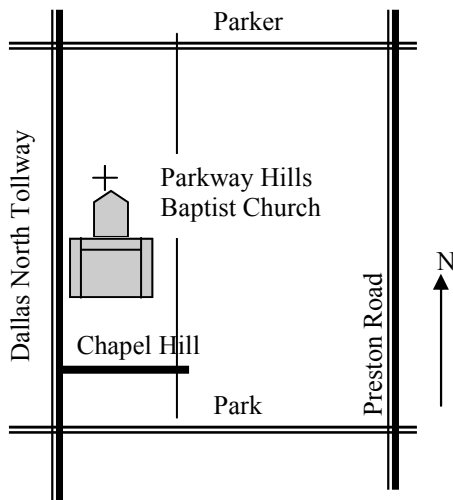 Parker
Dallas North Tollway
Parkway Hills
Baptist Church
N
Preston Road
Chapel Hill
Park